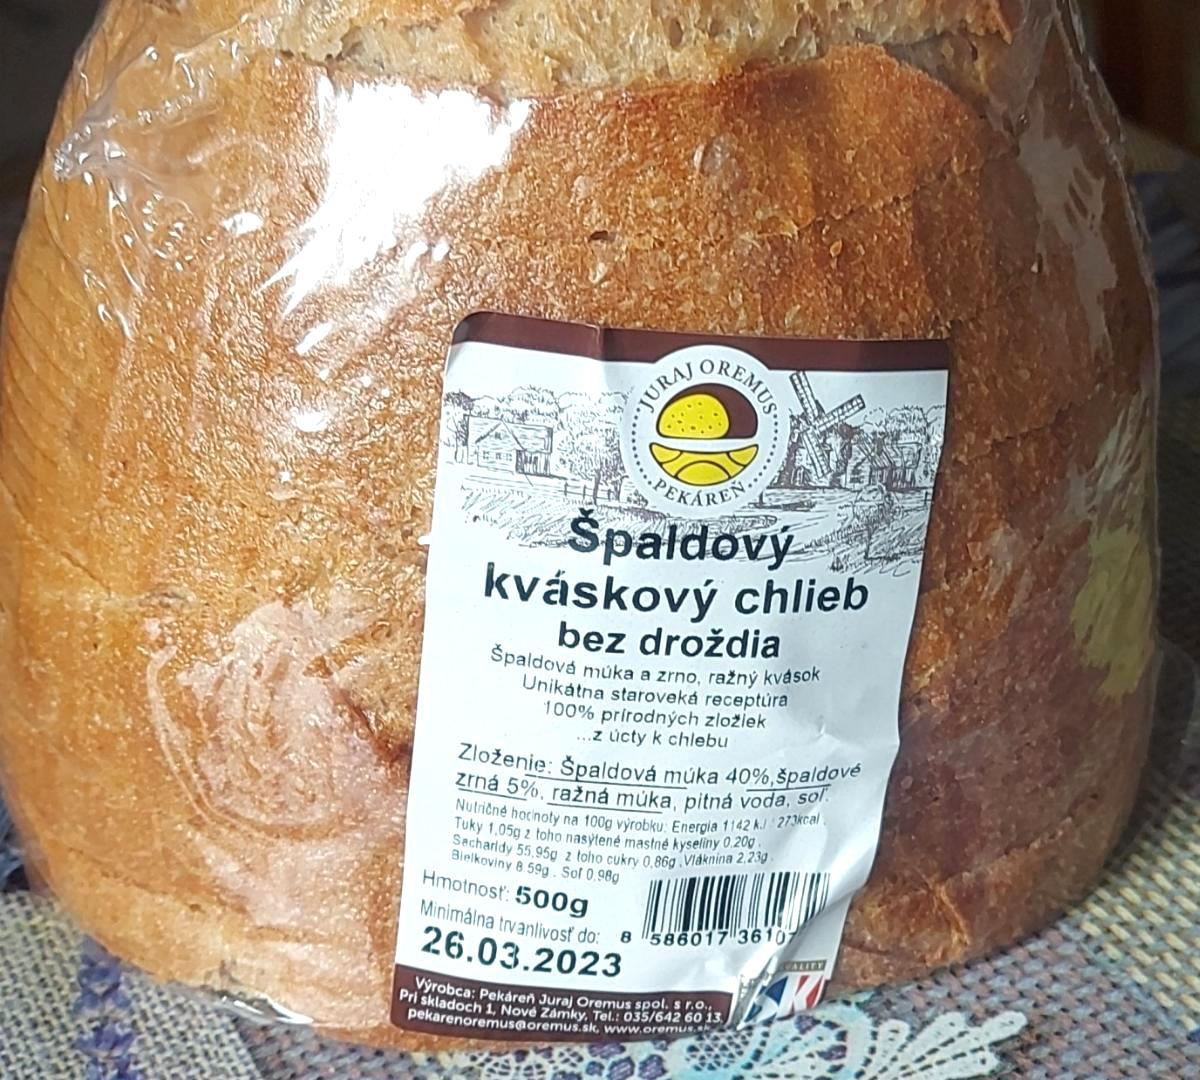 JURAJ OREMUS
PEKÁREŇ
Špaldový
kváskový chlieb
bez droždia
Špaldová múka a zrno, ražný kvások
Unikátna staroveká receptúra
100% prírodných zložiek
...z úcty k chlebu
Zloženie: Špaldová múka 40%,špaldové
zrná 5%, ražná múka, pitná voda, soľ.
Nutričné hodnoty na 100g výrobku: Energia 1142 kJ 273kcal.
Tuky 1,05g z toho nasýtené mastné kyseliny 0,20g.
Sacharidy 55,95g z toho cukry 0,86g .Vláknina 2,23g.
Bielkoviny 8,59g. Soľ 0,98g
Hmotnosť: 500g
Minimálna trvanlivosť do:
26.03.2023
8 586017 36107
Výrobca: Pekáreň Juraj Oremus spol. s r.o.,
Pri skladoch 1, Nové Zámky, Tel.: 035/642 60 13,
pekarenoremus@oremus.sk, www.oremus.sk